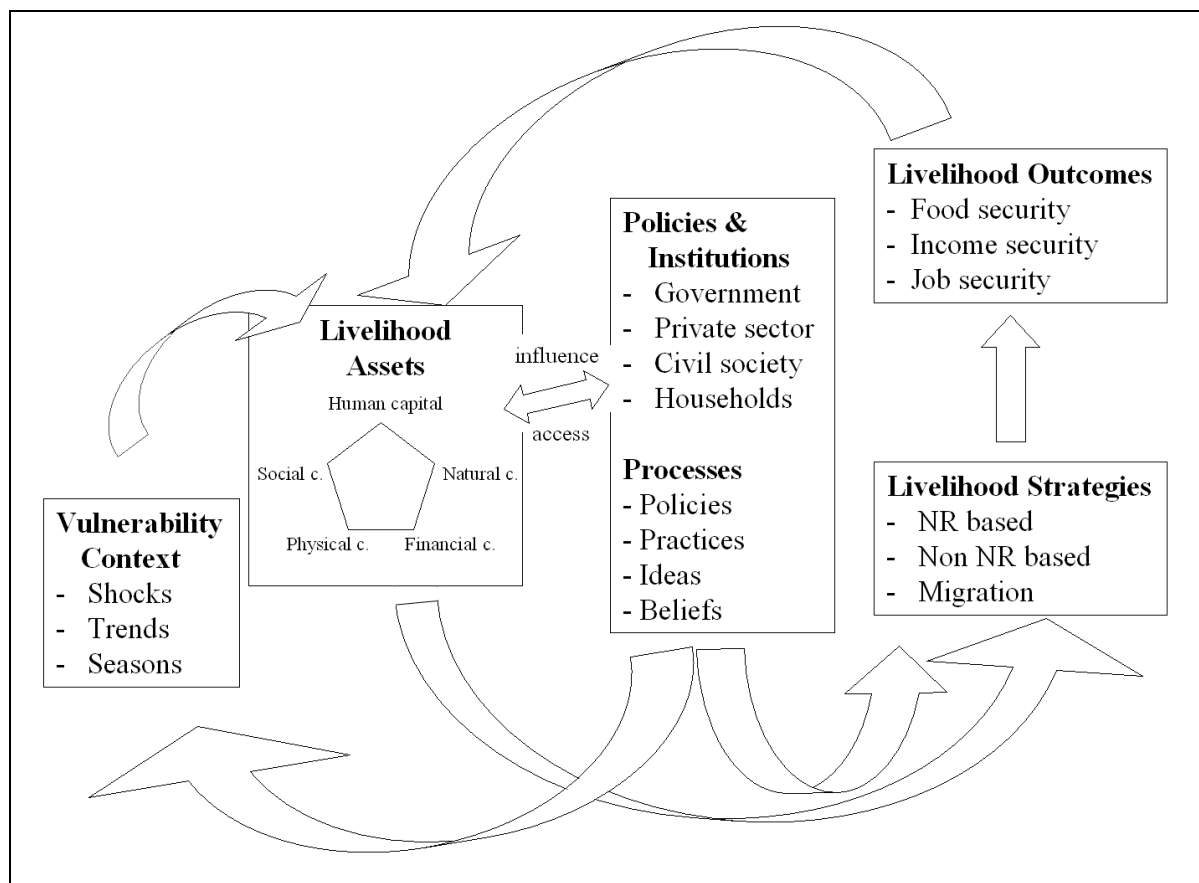 Livelihood Outcomes
- Food security
- Income security
- Job security
Policies &
Institutions
- Government
- Private sector
- Civil society
- Households
Processes
- Policies
- Practices
- Ideas
- Beliefs
Livelihood
Assets
Human capital
Social c.
Natural c.
Physical c.
Financial c.
influence
access
Livelihood Strategies
- NR based
- Non NR based
- Migration
Vulnerability
Context
- Shocks
- Trends
- Seasons